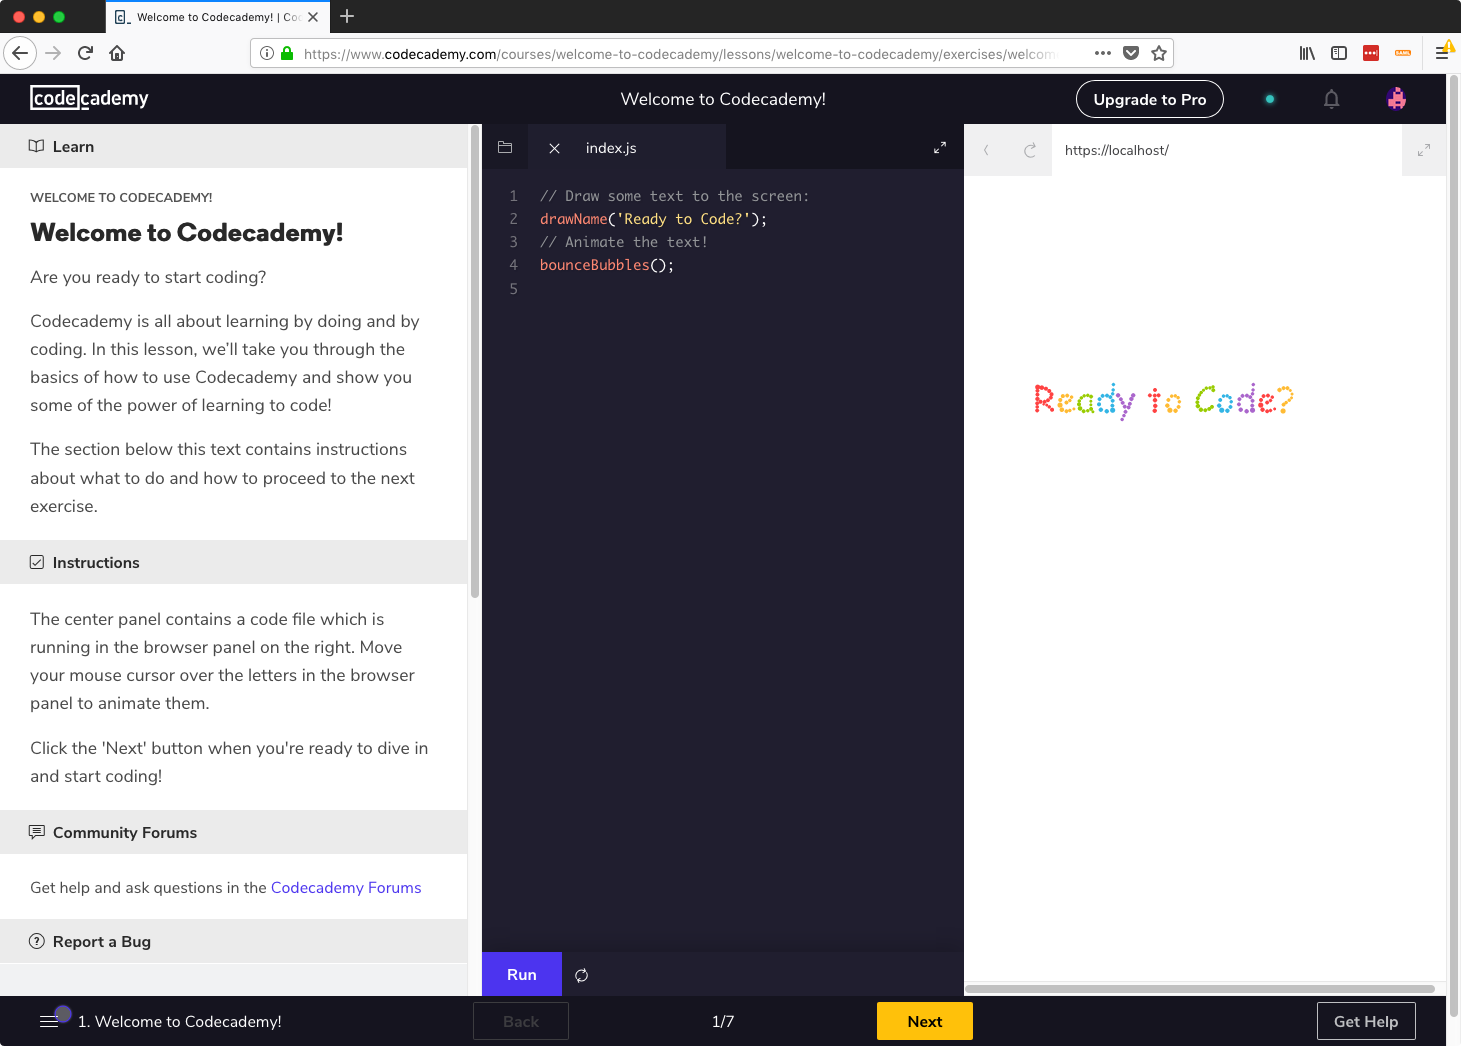 Welcome to Codecademy! | Co
https://www.codecademy.com/courses/welcome-to-codecademy/lessons/welcome-to-codecademy/exercises/welcome
codecademy
Welcome to Codecademy!
Upgrade to Pro
Learn
WELCOME TO CODECADEMY!
Welcome to Codecademy!
Are you ready to start coding?
Codecademy is all about learning by doing and by
coding. In this lesson, we'll take you through the
basics of how to use Codecademy and show you
some of the power of learning to code!
The section below this text contains instructions
about what to do and how to proceed to the next
exercise.
Instructions
The center panel contains a code file which is
running in the browser panel on the right. Move
your mouse cursor over the letters in the browser
panel to animate them.
Click the 'Next' button when you're ready to dive in
and start coding!
Community Forums
Get help and ask questions in the Codecademy Forums
Report a Bug
index.js
1 // Draw some text to the screen:
2 drawName('Ready to Code?');
3 // Animate the text!
4 bounceBubbles();
5
Run
https://localhost/
Ready to Code?
1. Welcome to Codecademy!
Back
1/7
Next
Get Help